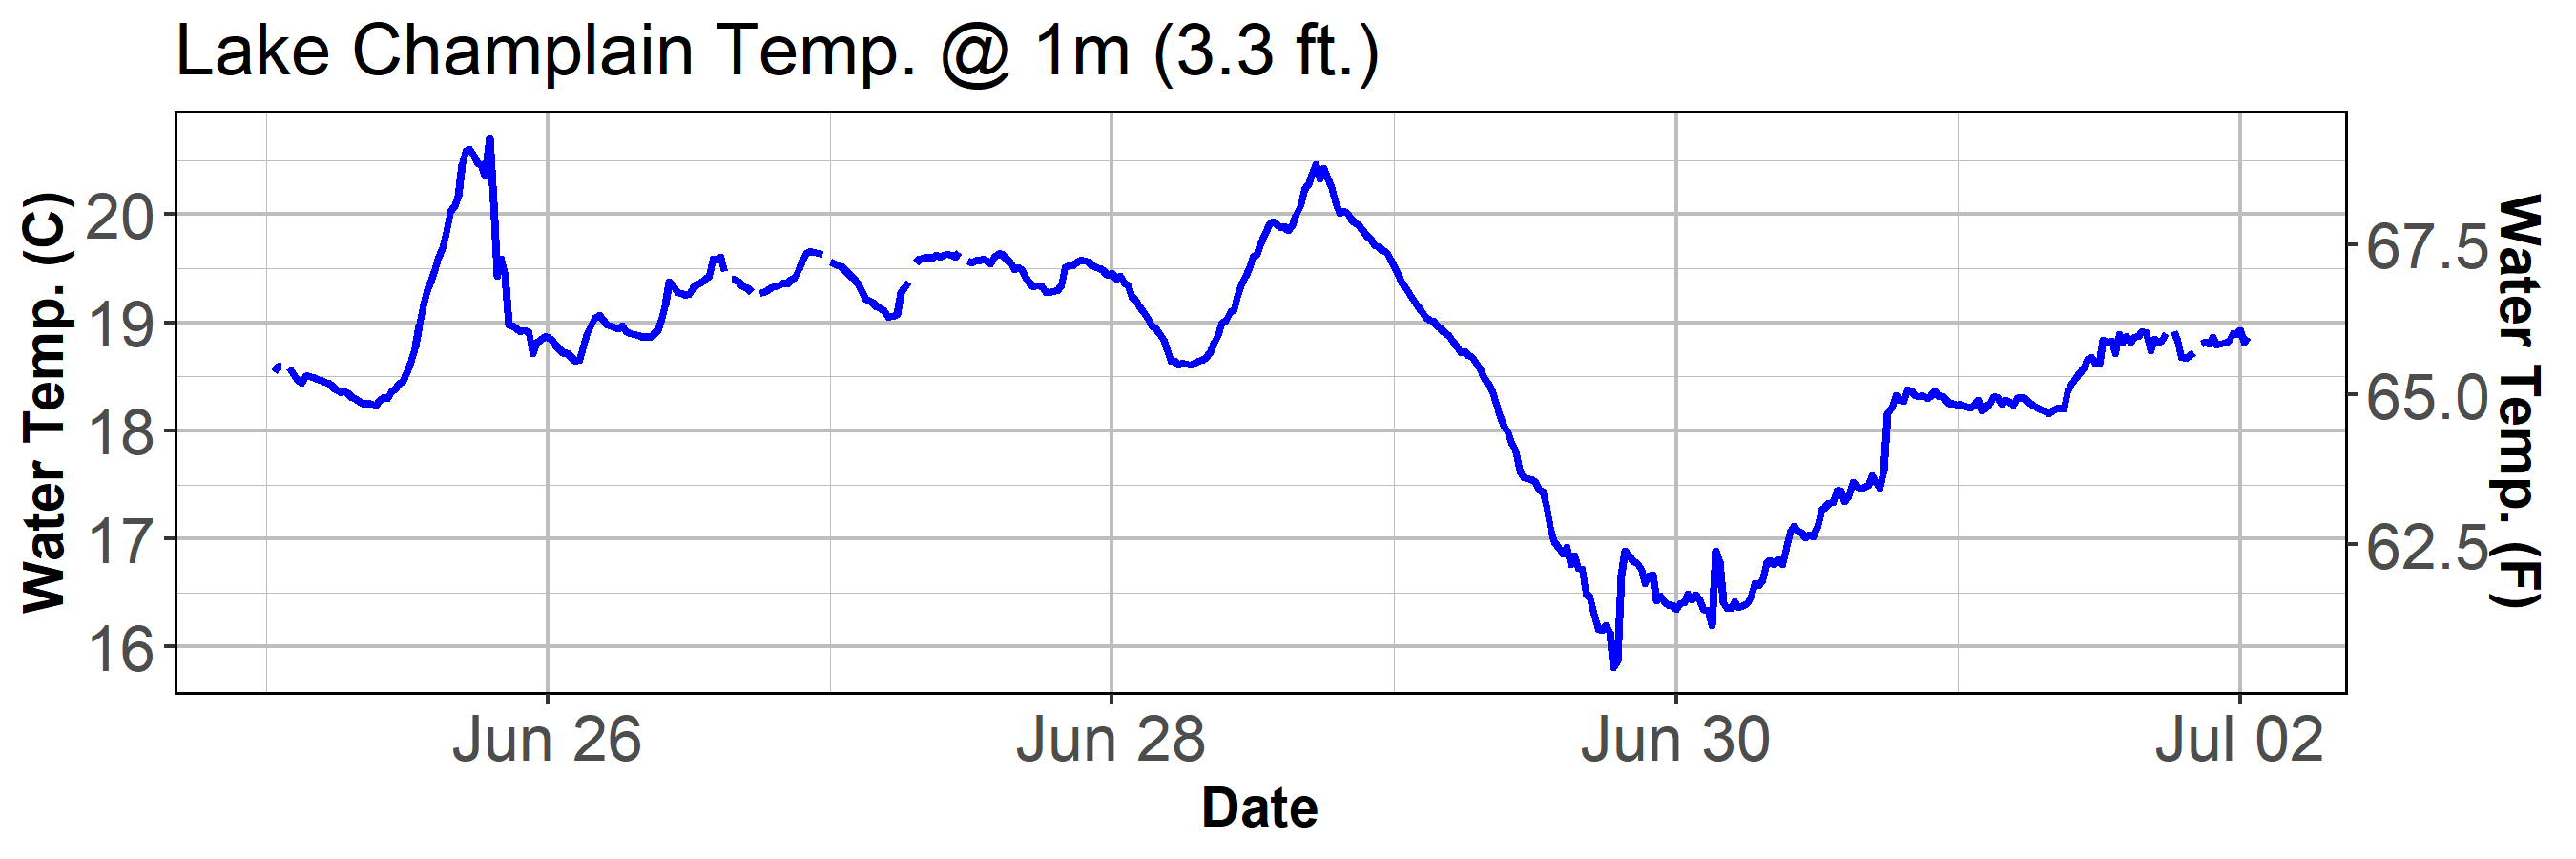 Lake Champlain Temp. @ 1m (3.3 ft.)
Water Temp. (C)
20
19
18
17
16
67.5
65.0
62.5
Water Temp. (F)
Jun 26
Jun 28
Jun 30
Jul 02
Date